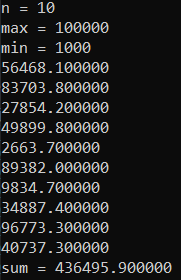 n = 10
max = 100000
min = 1000
56468.100000
83703.800000
27854.200000
49899.800000
2663.700000
89382.000000
9834.700000
34887.400000
96773.300000
40737.300000
sum = 436495.900000